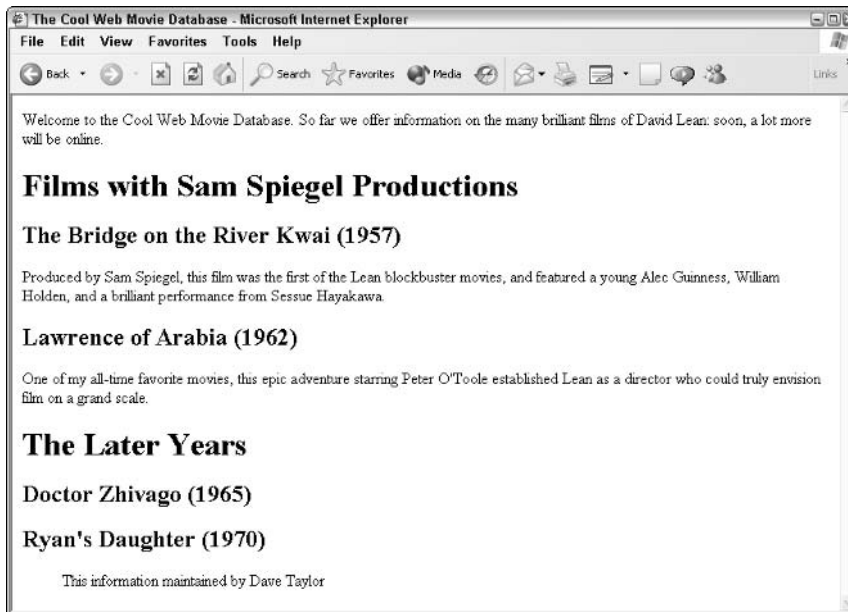 The Cool Web Movie Database - Microsoft Internet Explorer
File Edit View Favorites Tools Help
Back Search Favorites Media Links
Welcome to the Cool Web Movie Database. So far we offer information on the many brilliant films of David Lean: soon, a lot more
will be online.
Films with Sam Spiegel Productions
The Bridge on the River Kwai (1957)
Produced by Sam Spiegel, this film was the first of the Lean blockbuster movies, and featured a young Alec Guinness, William
Holden, and a brilliant performance from Sessue Hayakawa.
Lawrence of Arabia (1962)
One of my all-time favorite movies, this epic adventure starring Peter O'Toole established Lean as a director who could truly envision
film on a grand scale.
The Later Years
Doctor Zhivago (1965)
Ryan's Daughter (1970)
This information maintained by Dave Taylor